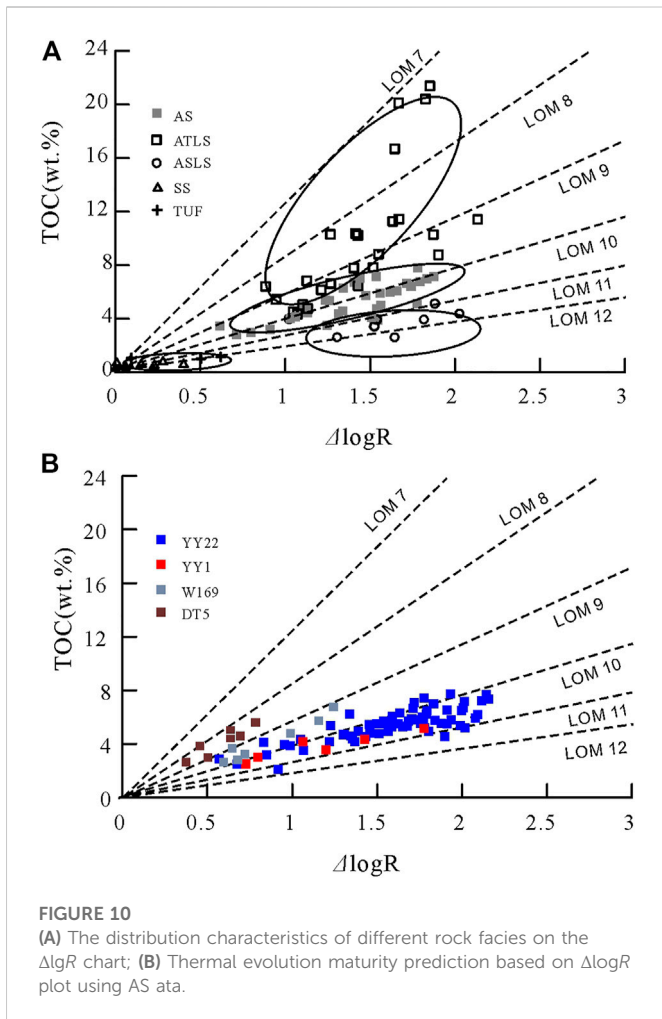 A
24
20
16
12
8
4
0
TOC(wt.%)
AS
ATLS
ASLS
SS
TUF
LOM 7
LOM 8
LOM 9
LOM 10
LOM 11
LOM 12
0 0.5 1 1.5 2 2.5 3
ΔlogR
B
24
20
16
12
8
4
0
TOC(wt.%)
YY22
YY1
W169
DT5
LOM 7
LOM 8
LOM 9
LOM 10
LOM 11
LOM 12
0 0.5 1 1.5 2 2.5 3
ΔlogR
FIGURE 10
(A) The distribution characteristics of different rock facies on the
ΔlgR chart; (B) Thermal evolution maturity prediction based on ΔlogR
plot using AS ata.